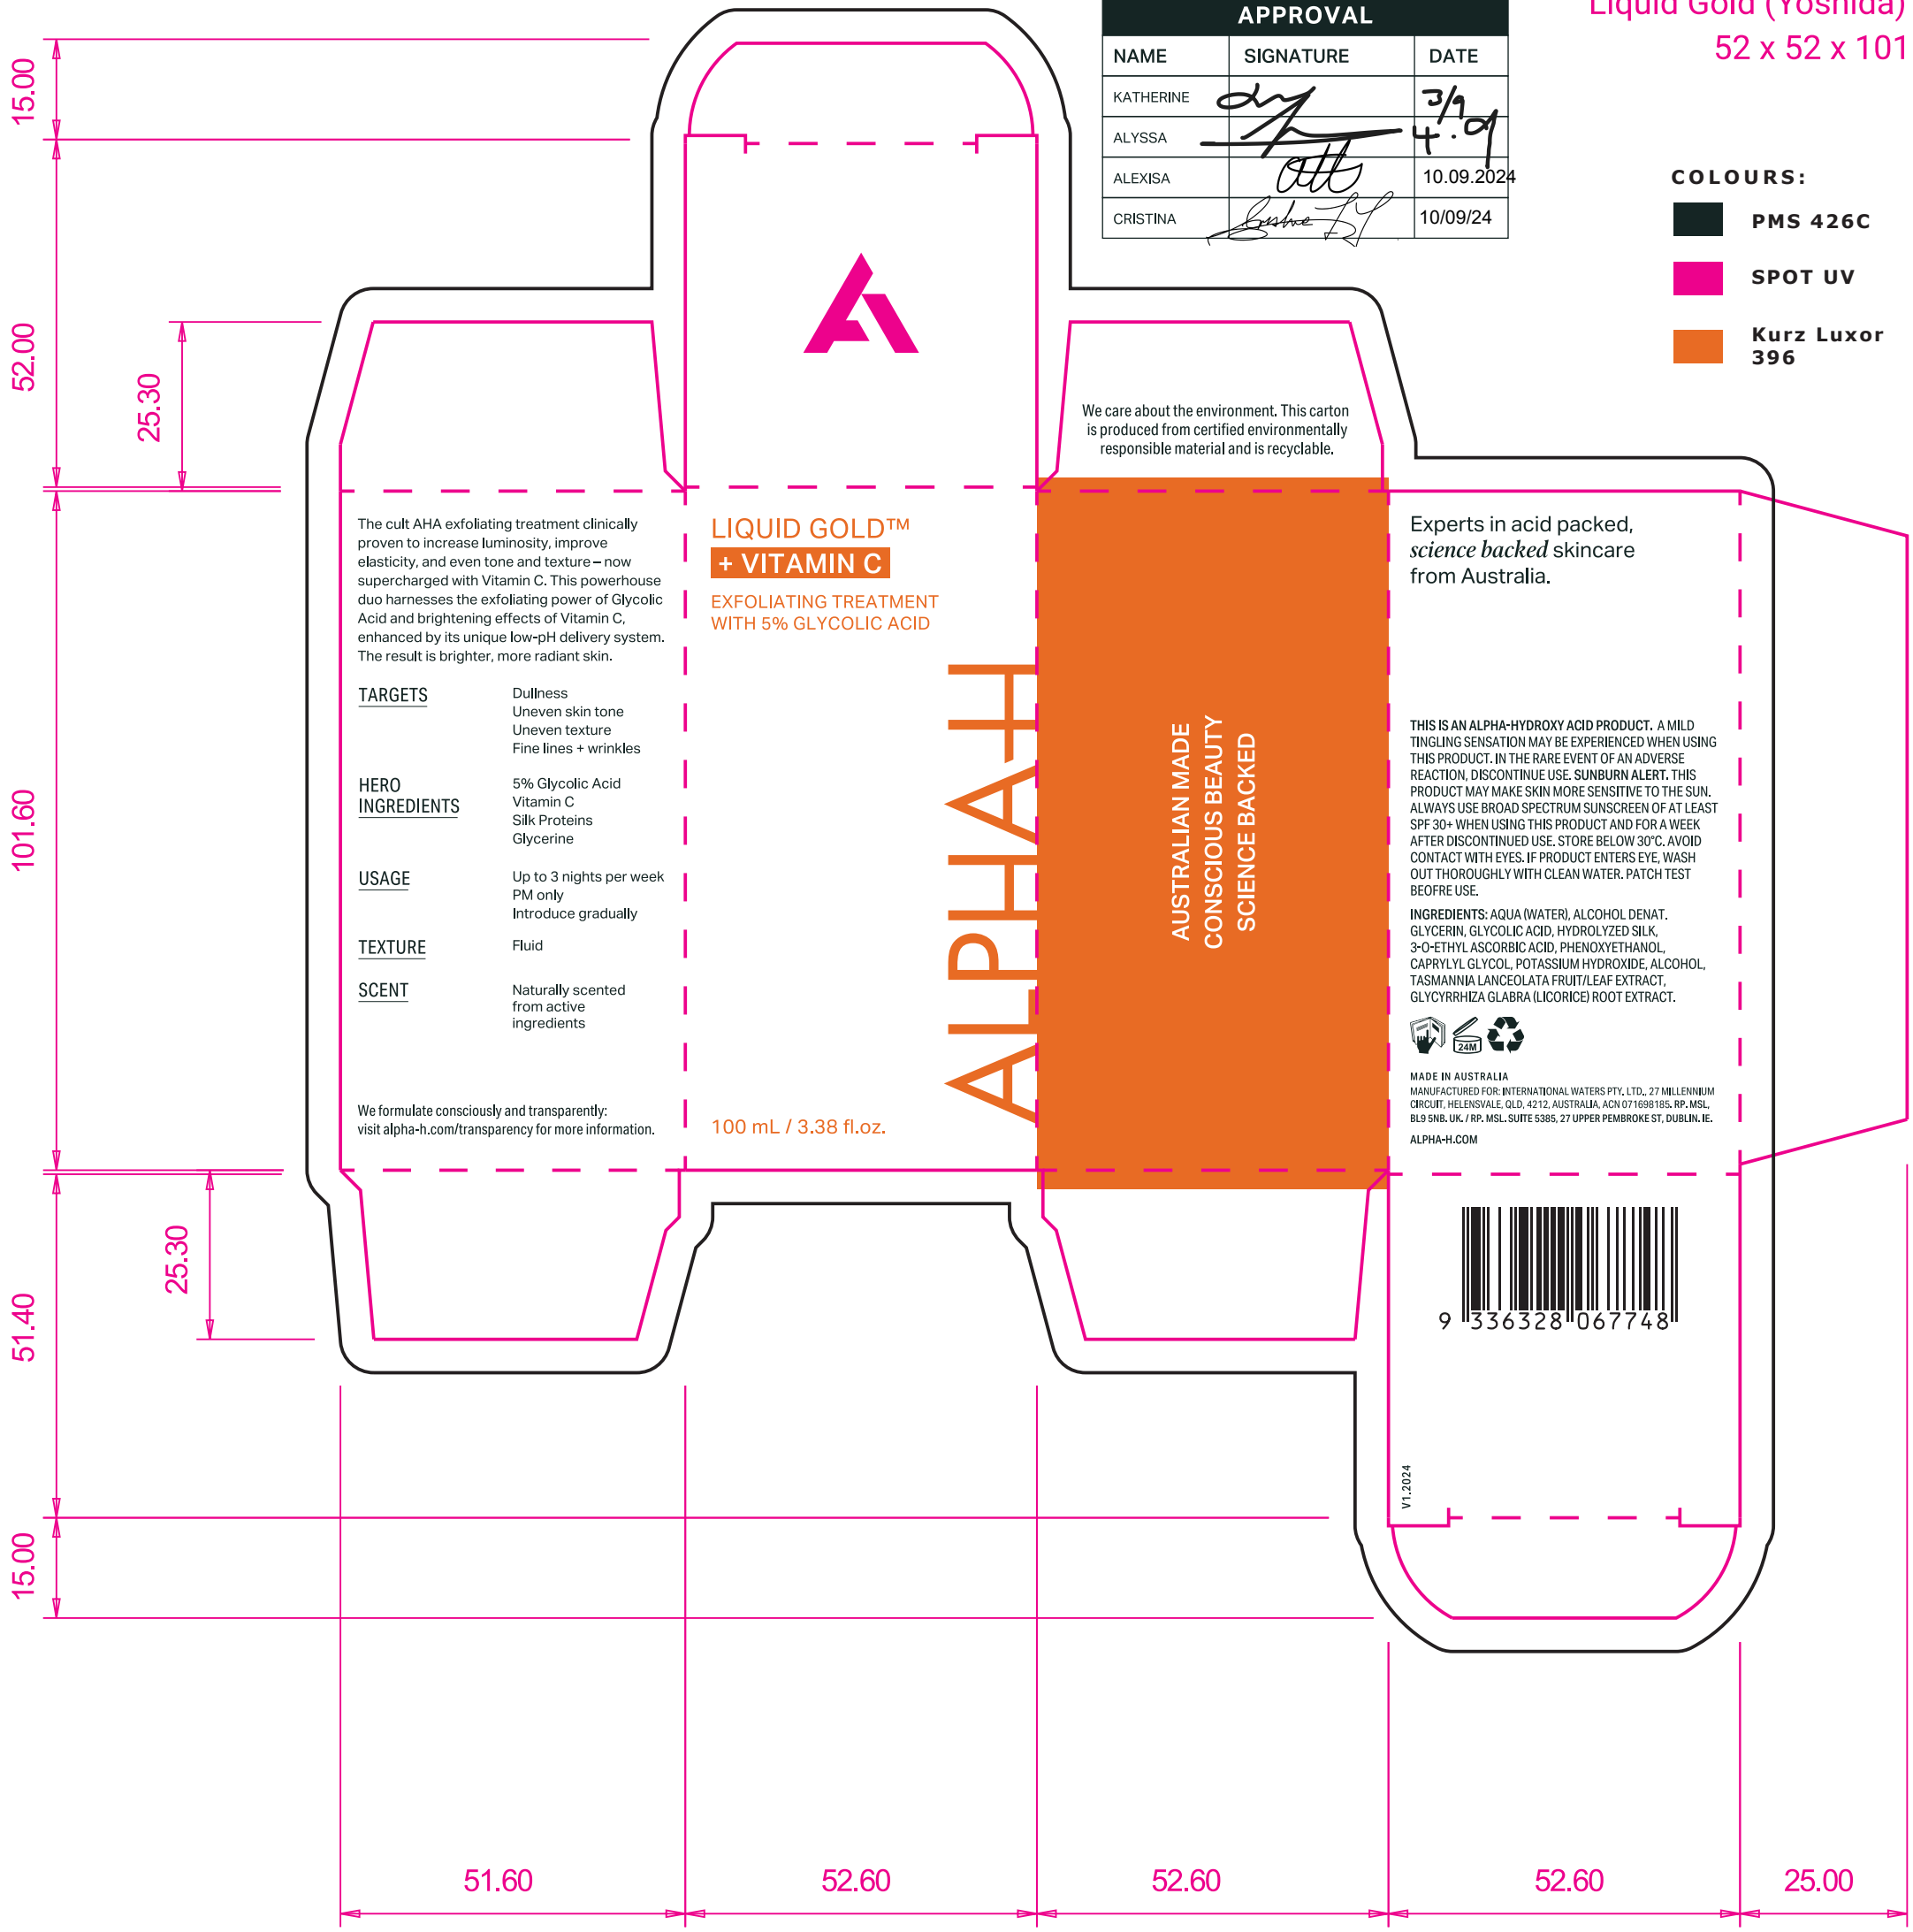 APPROVAL
NAME SIGNATURE DATE
KATHERINE 3/9
ALYSSA 4.09
ALEXISA 10.09.2024
CRISTINA 10/09/24
Liquid Gold (Yoshida)
52 x 52 x 101
COLOURS:
PMS 426C
SPOT UV
Kurz Luxor
396
15.00
52.00
25.30
101.60
25.30
51.40
15.00
We care about the environment. This carton
is produced from certified environmentally
responsible material and is recyclable.
The cult AHA exfoliating treatment clinically
proven to increase luminosity, improve
elasticity, and even tone and texture – now
supercharged with Vitamin C. This powerhouse
duo harnesses the exfoliating power of Glycolic
Acid and brightening effects of Vitamin C,
enhanced by its unique low-pH delivery system.
The result is brighter, more radiant skin.
TARGETS
Dullness
Uneven skin tone
Uneven texture
Fine lines + wrinkles
HERO
INGREDIENTS
5% Glycolic Acid
Vitamin C
Silk Proteins
Glycerine
USAGE
Up to 3 nights per week
PM only
Introduce gradually
TEXTURE
Fluid
SCENT
Naturally scented
from active
ingredients
We formulate consciously and transparently:
visit alpha-h.com/transparency for more information.
LIQUID GOLD™
+ VITAMIN C
EXFOLIATING TREATMENT
WITH 5% GLYCOLIC ACID
ALPHA-H
100 mL / 3.38 fl.oz.
AUSTRALIAN MADE
CONSCIOUS BEAUTY
SCIENCE BACKED
Experts in acid packed,
science backed skincare
from Australia.
THIS IS AN ALPHA-HYDROXY ACID PRODUCT. A MILD
TINGLING SENSATION MAY BE EXPERIENCED WHEN USING
THIS PRODUCT. IN THE RARE EVENT OF AN ADVERSE
REACTION, DISCONTINUE USE. SUNBURN ALERT. THIS
PRODUCT MAY MAKE SKIN MORE SENSITIVE TO THE SUN.
ALWAYS USE BROAD SPECTRUM SUNSCREEN OF AT LEAST
SPF 30+ WHEN USING THIS PRODUCT AND FOR A WEEK
AFTER DISCONTINUED USE. STORE BELOW 30°C. AVOID
CONTACT WITH EYES. IF PRODUCT ENTERS EYE, WASH
OUT THOROUGHLY WITH CLEAN WATER. PATCH TEST
BEOFRE USE.
INGREDIENTS: AQUA (WATER), ALCOHOL DENAT.
GLYCERIN, GLYCOLIC ACID, HYDROLYZED SILK,
3-O-ETHYL ASCORBIC ACID, PHENOXYETHANOL,
CAPRYLYL GLYCOL, POTASSIUM HYDROXIDE, ALCOHOL,
TASMANNIA LANCEOLATA FRUIT/LEAF EXTRACT,
GLYCYRRHIZA GLABRA (LICORICE) ROOT EXTRACT.
24M
MADE IN AUSTRALIA
MANUFACTURED FOR: INTERNATIONAL WATERS PTY. LTD., 27 MILLENNIUM
CIRCUIT, HELENSVALE, QLD, 4212, AUSTRALIA, ACN 071698185. RP. MSL,
BL9 5NB. UK. / RP. MSL. SUITE 5385, 27 UPPER PEMBROKE ST, DUBLIN. IE.
ALPHA-H.COM
9 336328 067748
V1.2024
51.60
52.60
52.60
52.60
25.00